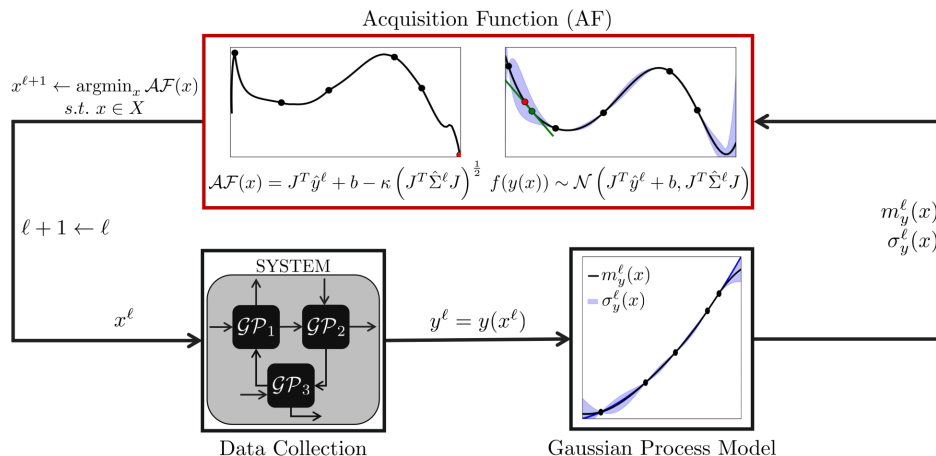 Acquisition Function (AF)
x^{ℓ+1} ← argmin_x 𝒜ℱ(x)
s.t. x ∈ X
𝒜ℱ(x) = J^T ŷ^ℓ + b − κ (J^T Σ̂^ℓ J)^{1/2}
f(y(x)) ∼ 𝒩 (J^T ŷ^ℓ + b, J^T Σ̂^ℓ J)
ℓ + 1 ← ℓ
m_y^ℓ(x)
σ_y^ℓ(x)
x^ℓ
SYSTEM
𝒢𝒫_1
𝒢𝒫_2
𝒢𝒫_3
y^ℓ = y(x^ℓ)
m_y^ℓ(x)
σ_y^ℓ(x)
Data Collection
Gaussian Process Model